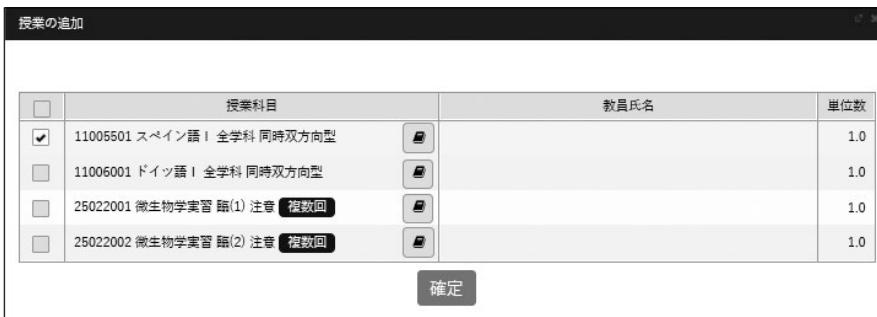 授業の追加
授業科目 教員氏名 単位数
11005501 スペイン語Ⅰ 全学科 同時双方向型 1.0
11006001 ドイツ語Ⅰ 全学科 同時双方向型 1.0
25022001 微生物学実習 臨(1) 注意 複数回 1.0
25022002 微生物学実習 臨(2) 注意 複数回 1.0
確定